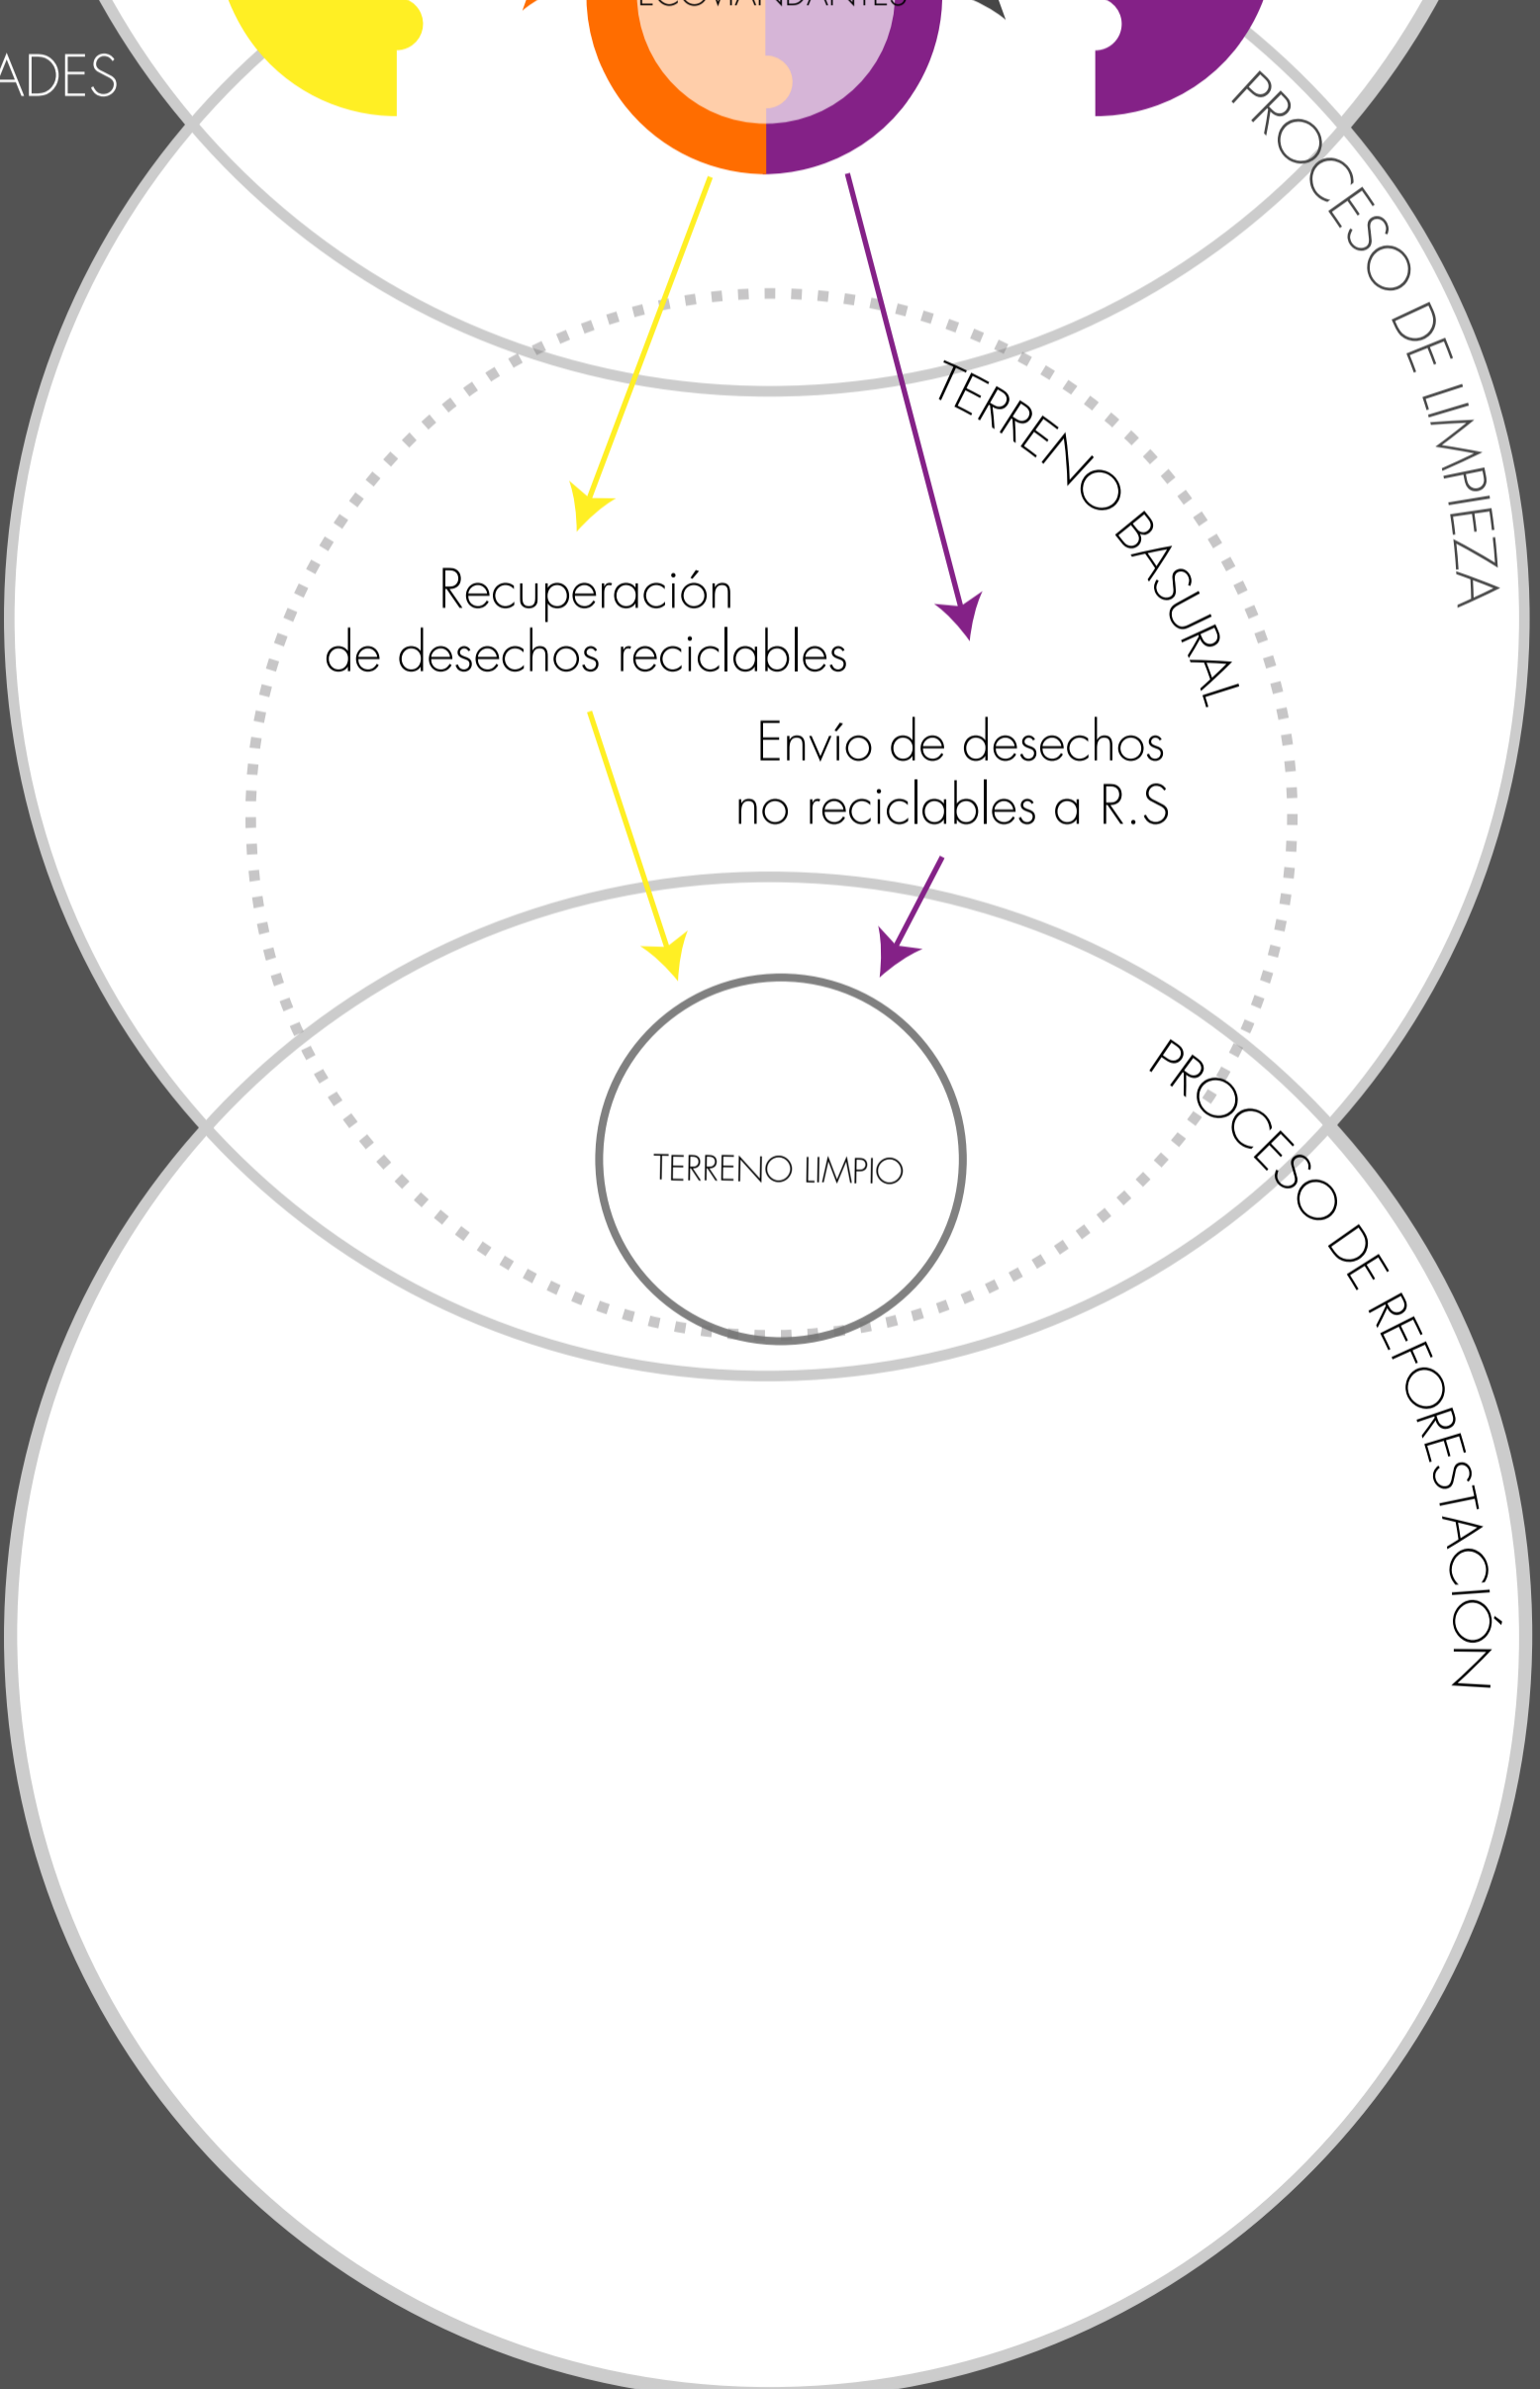 ADES
PROCESO DE LIMPIEZA
TERRENO BASURAL
Recuperación
de desechos reciclables
Envío de desechos
no reciclables a R.S
PROCESO DE REFORESTACIÓN
TERRENO LIMPIO